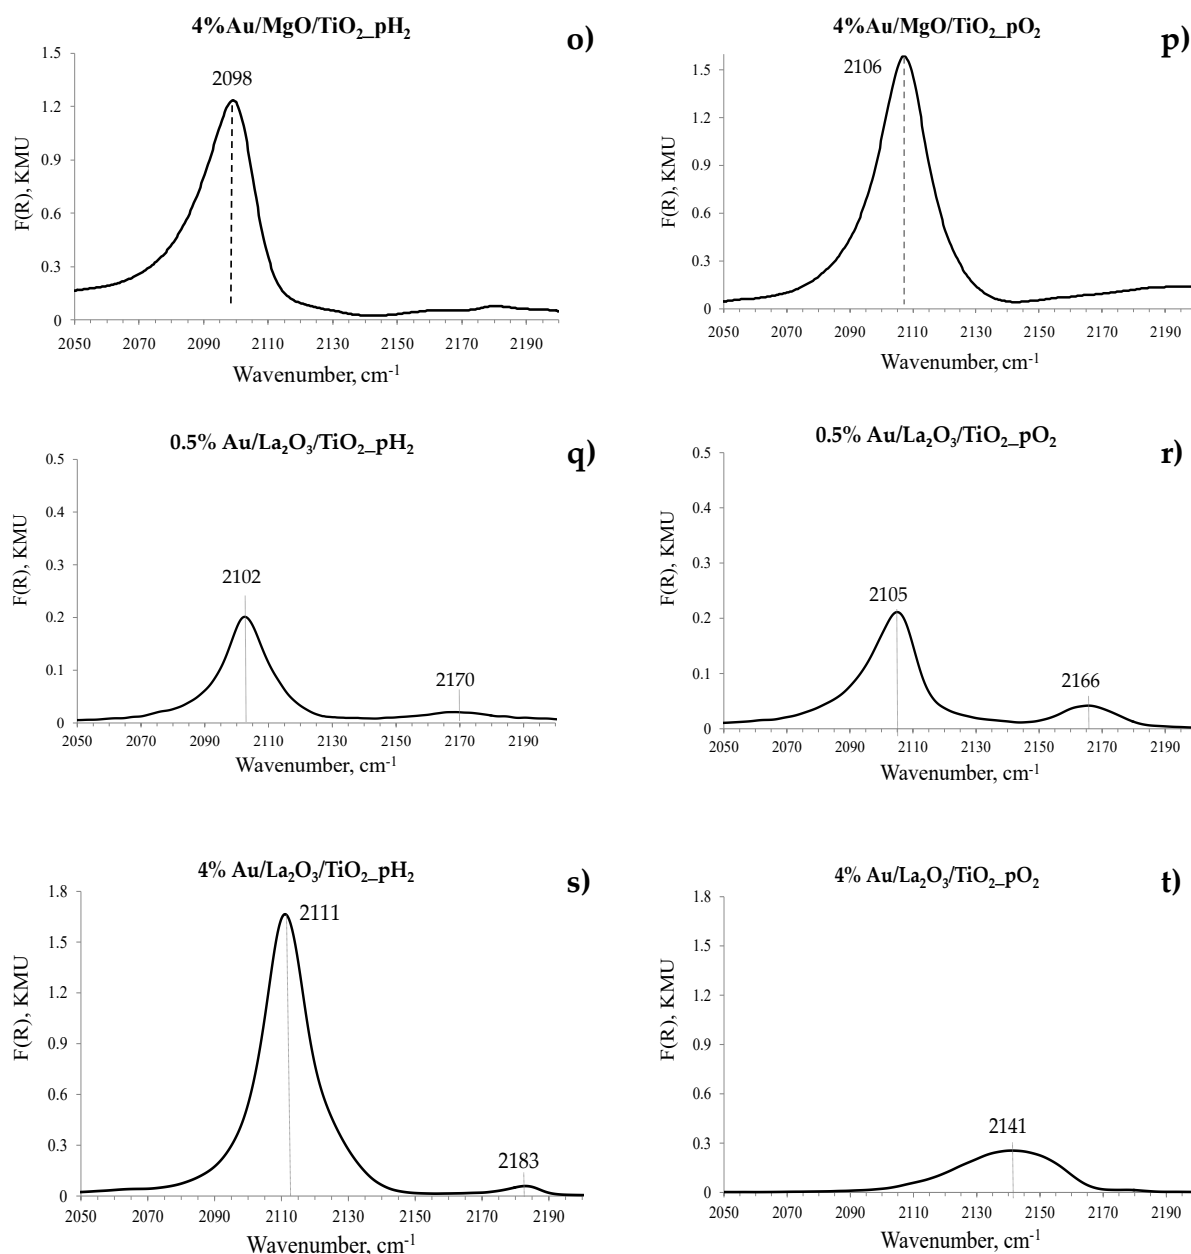 4%Au/MgO/TiO₂_pH₂
o)
1.5
1.2
0.9
0.6
0.3
0
F(R), KMU
2098
2050 2070 2090 2110 2130 2150 2170 2190
Wavenumber, cm⁻¹
4%Au/MgO/TiO₂_pO₂
p)
1.5
1.2
0.9
0.6
0.3
0
F(R), KMU
2106
2050 2070 2090 2110 2130 2150 2170 2190
Wavenumber, cm⁻¹
0.5% Au/La₂O₃/TiO₂_pH₂
q)
0.5
0.4
0.3
0.2
0.1
0
F(R), KMU
2102
2170
2050 2070 2090 2110 2130 2150 2170 2190
Wavenumber, cm⁻¹
0.5% Au/La₂O₃/TiO₂_pO₂
r)
0.5
0.4
0.3
0.2
0.1
0
F(R), KMU
2105
2166
2050 2070 2090 2110 2130 2150 2170 2190
Wavenumber, cm⁻¹
4% Au/La₂O₃/TiO₂_pH₂
s)
1.8
1.5
1.2
0.9
0.6
0.3
0
F(R), KMU
2111
2183
2050 2070 2090 2110 2130 2150 2170 2190
Wavenumber, cm⁻¹
4% Au/La₂O₃/TiO₂_pO₂
t)
1.8
1.5
1.2
0.9
0.6
0.3
0
F(R), KMU
2141
2050 2070 2090 2110 2130 2150 2170 2190
Wavenumber, cm⁻¹